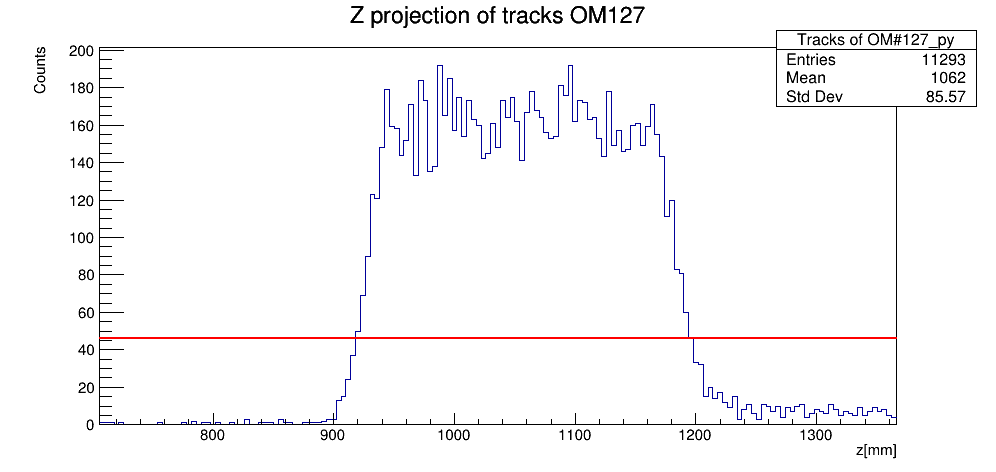 Z projection of tracks OM127
Tracks of OM#127_py
Entries 11293
Mean 1062
Std Dev 85.57
Counts
200
180
160
140
120
100
80
60
40
20
0
800 900 1000 1100 1200 1300
z[mm]